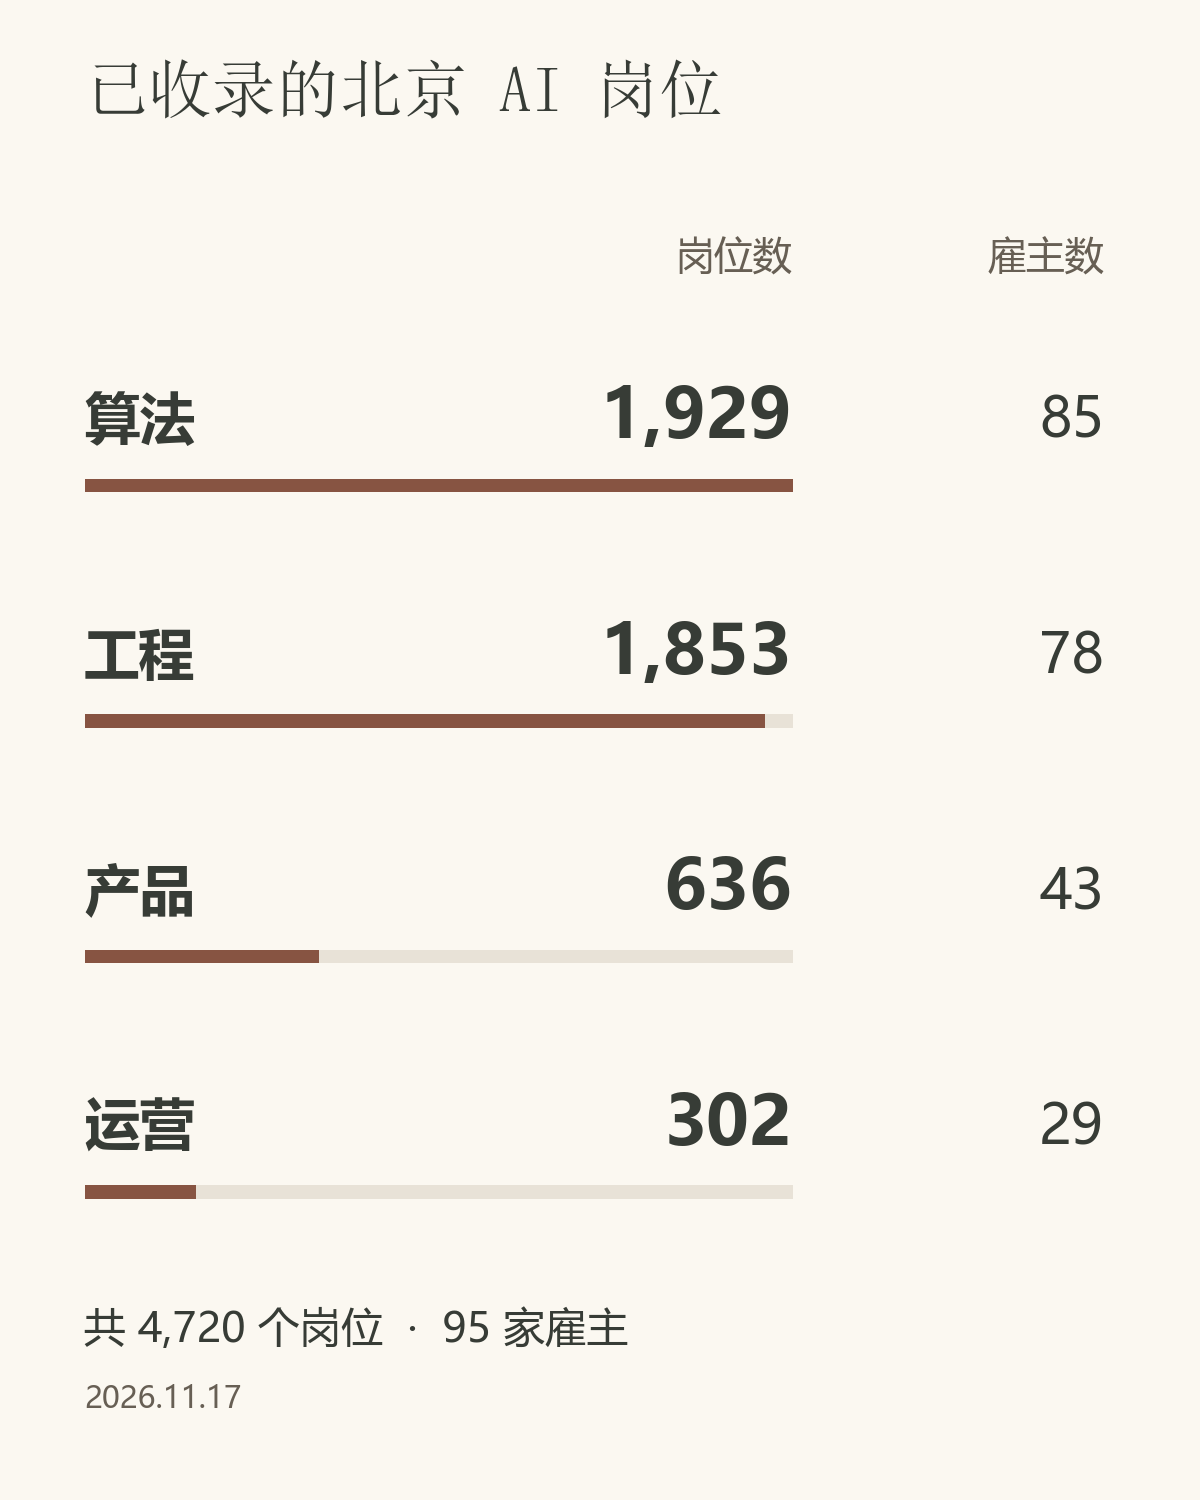 已收录的北京 AI 岗位
岗位数 雇主数
算法 1,929 85
工程 1,853 78
产品 636 43
运营 302 29
共 4,720 个岗位 · 95 家雇主
2026.11.17